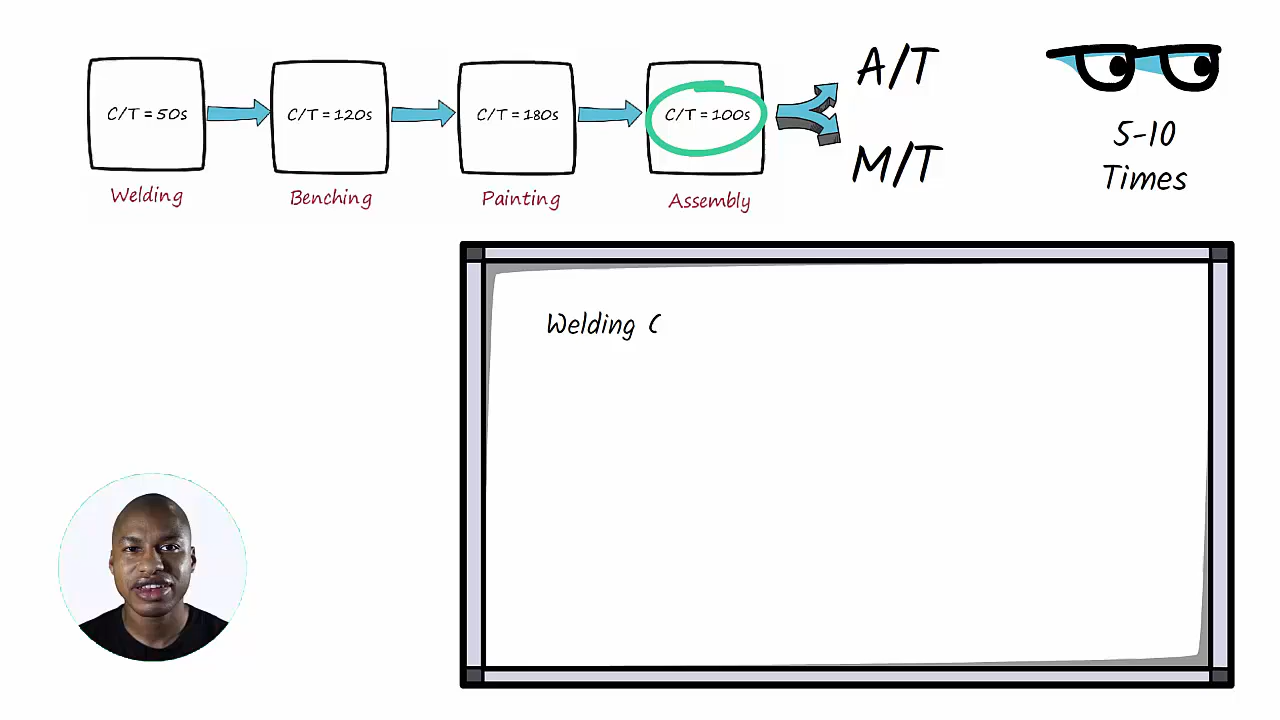 C/T = 50s
C/T = 120s
C/T = 180s
C/T = 100s
Welding
Benching
Painting
Assembly
A/T
M/T
5-10
Times
Welding C